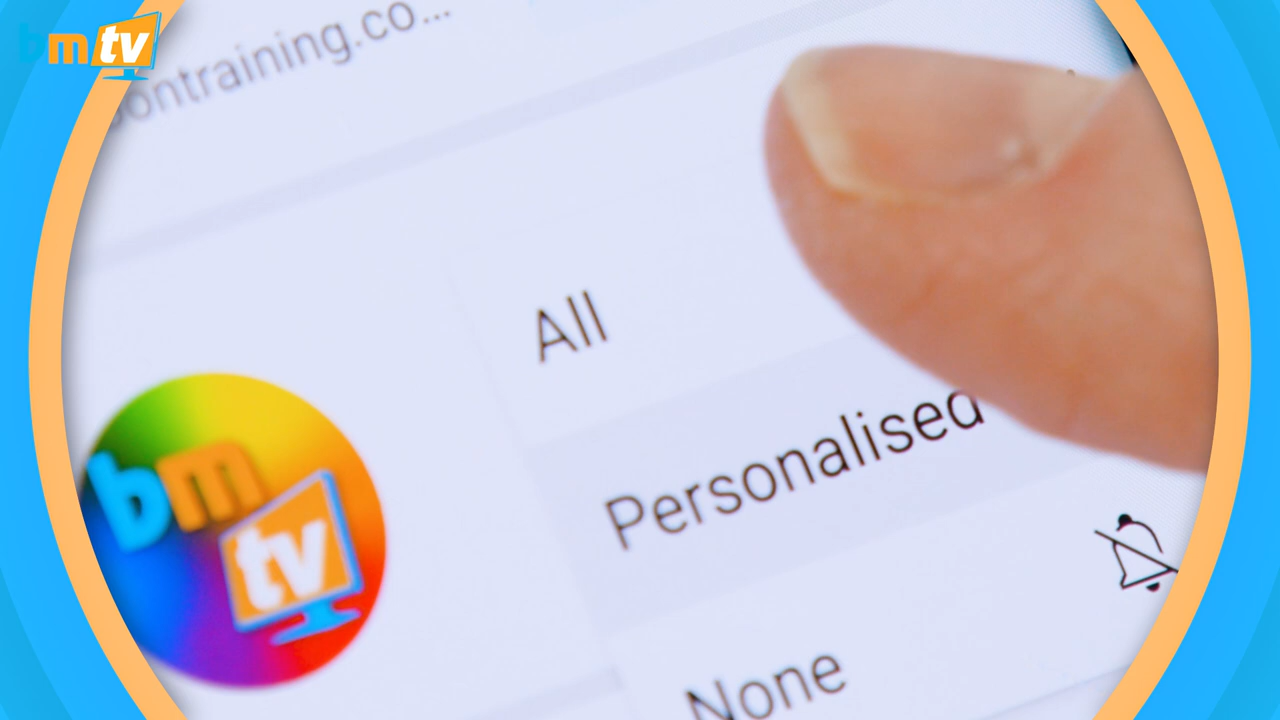 bmtv
ontraining.co...
All
Personalised
bm
tv
None